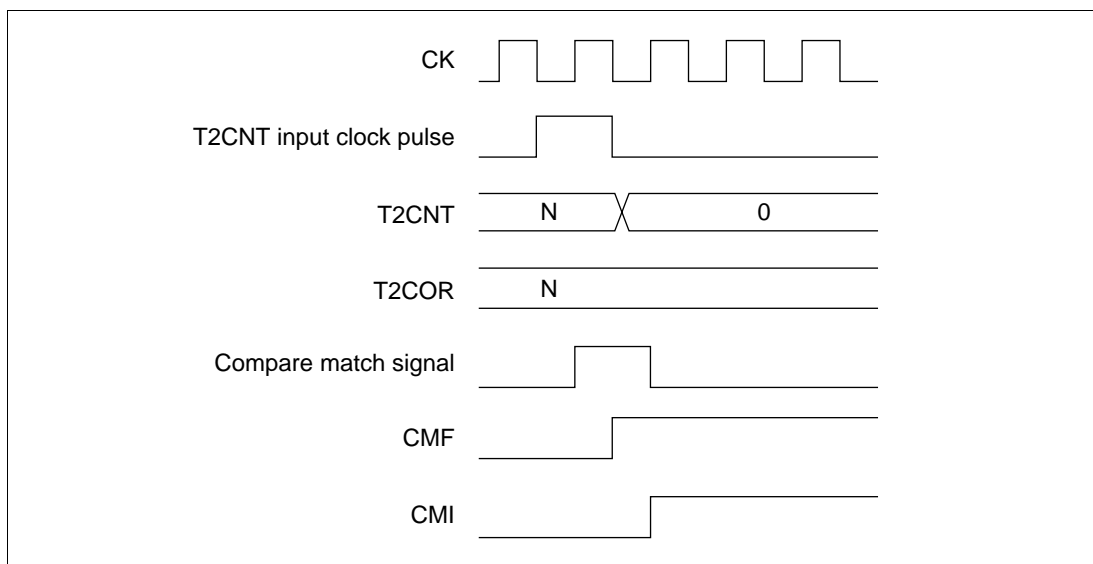 CK
T2CNT input clock pulse
T2CNT N 0
T2COR N
Compare match signal
CMF
CMI